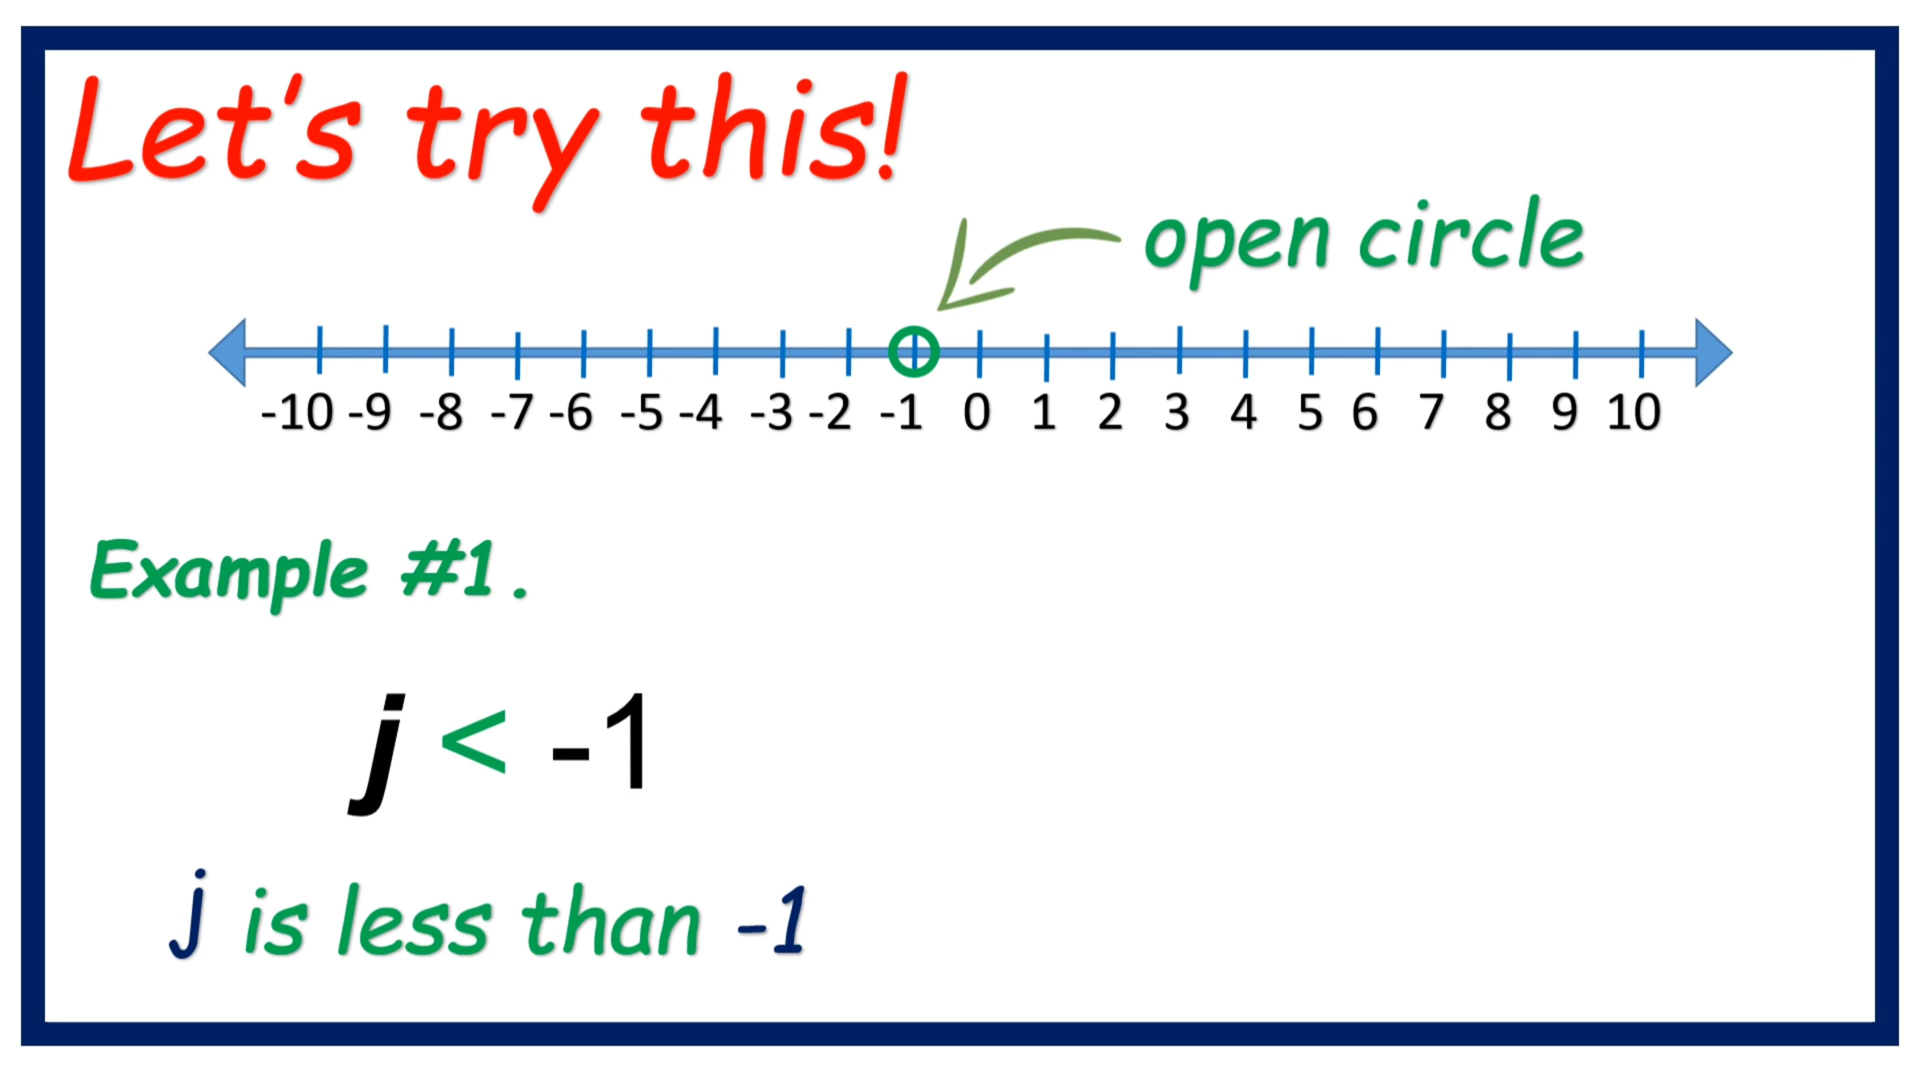 Let's try this!
open circle
-10 -9 -8 -7 -6 -5 -4 -3 -2 -1 0 1 2 3 4 5 6 7 8 9 10
Example #1.
j < -1
j is less than -1